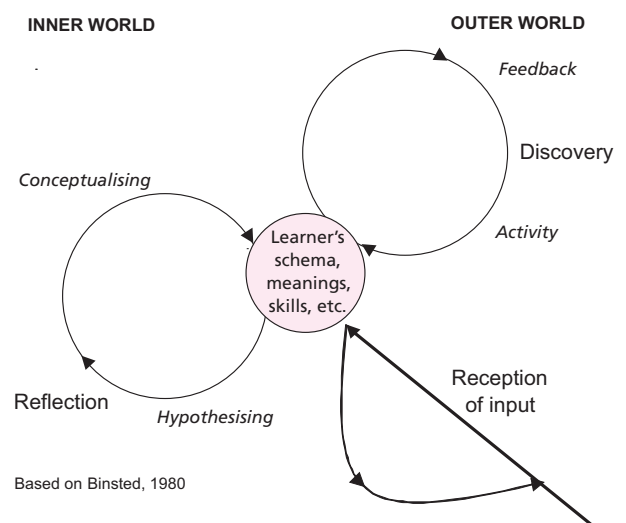 INNER WORLD
OUTER WORLD
Feedback
Discovery
Conceptualising
Activity
Learner's
schema,
meanings,
skills, etc.
Reception
of input
Reflection
Hypothesising
Based on Binsted, 1980